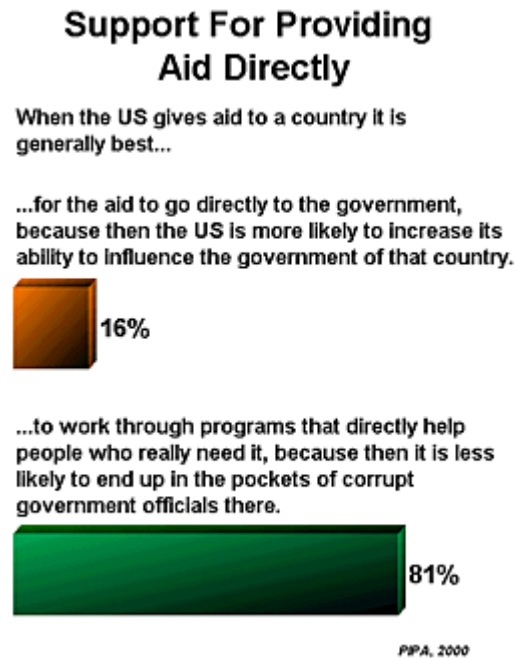 Support For Providing
Aid Directly
When the US gives aid to a country it is
generally best...
...for the aid to go directly to the government,
because then the US is more likely to increase its
ability to influence the government of that country.
16%
...to work through programs that directly help
people who really need it, because then it is less
likely to end up in the pockets of corrupt
government officials there.
81%
PIPA, 2000